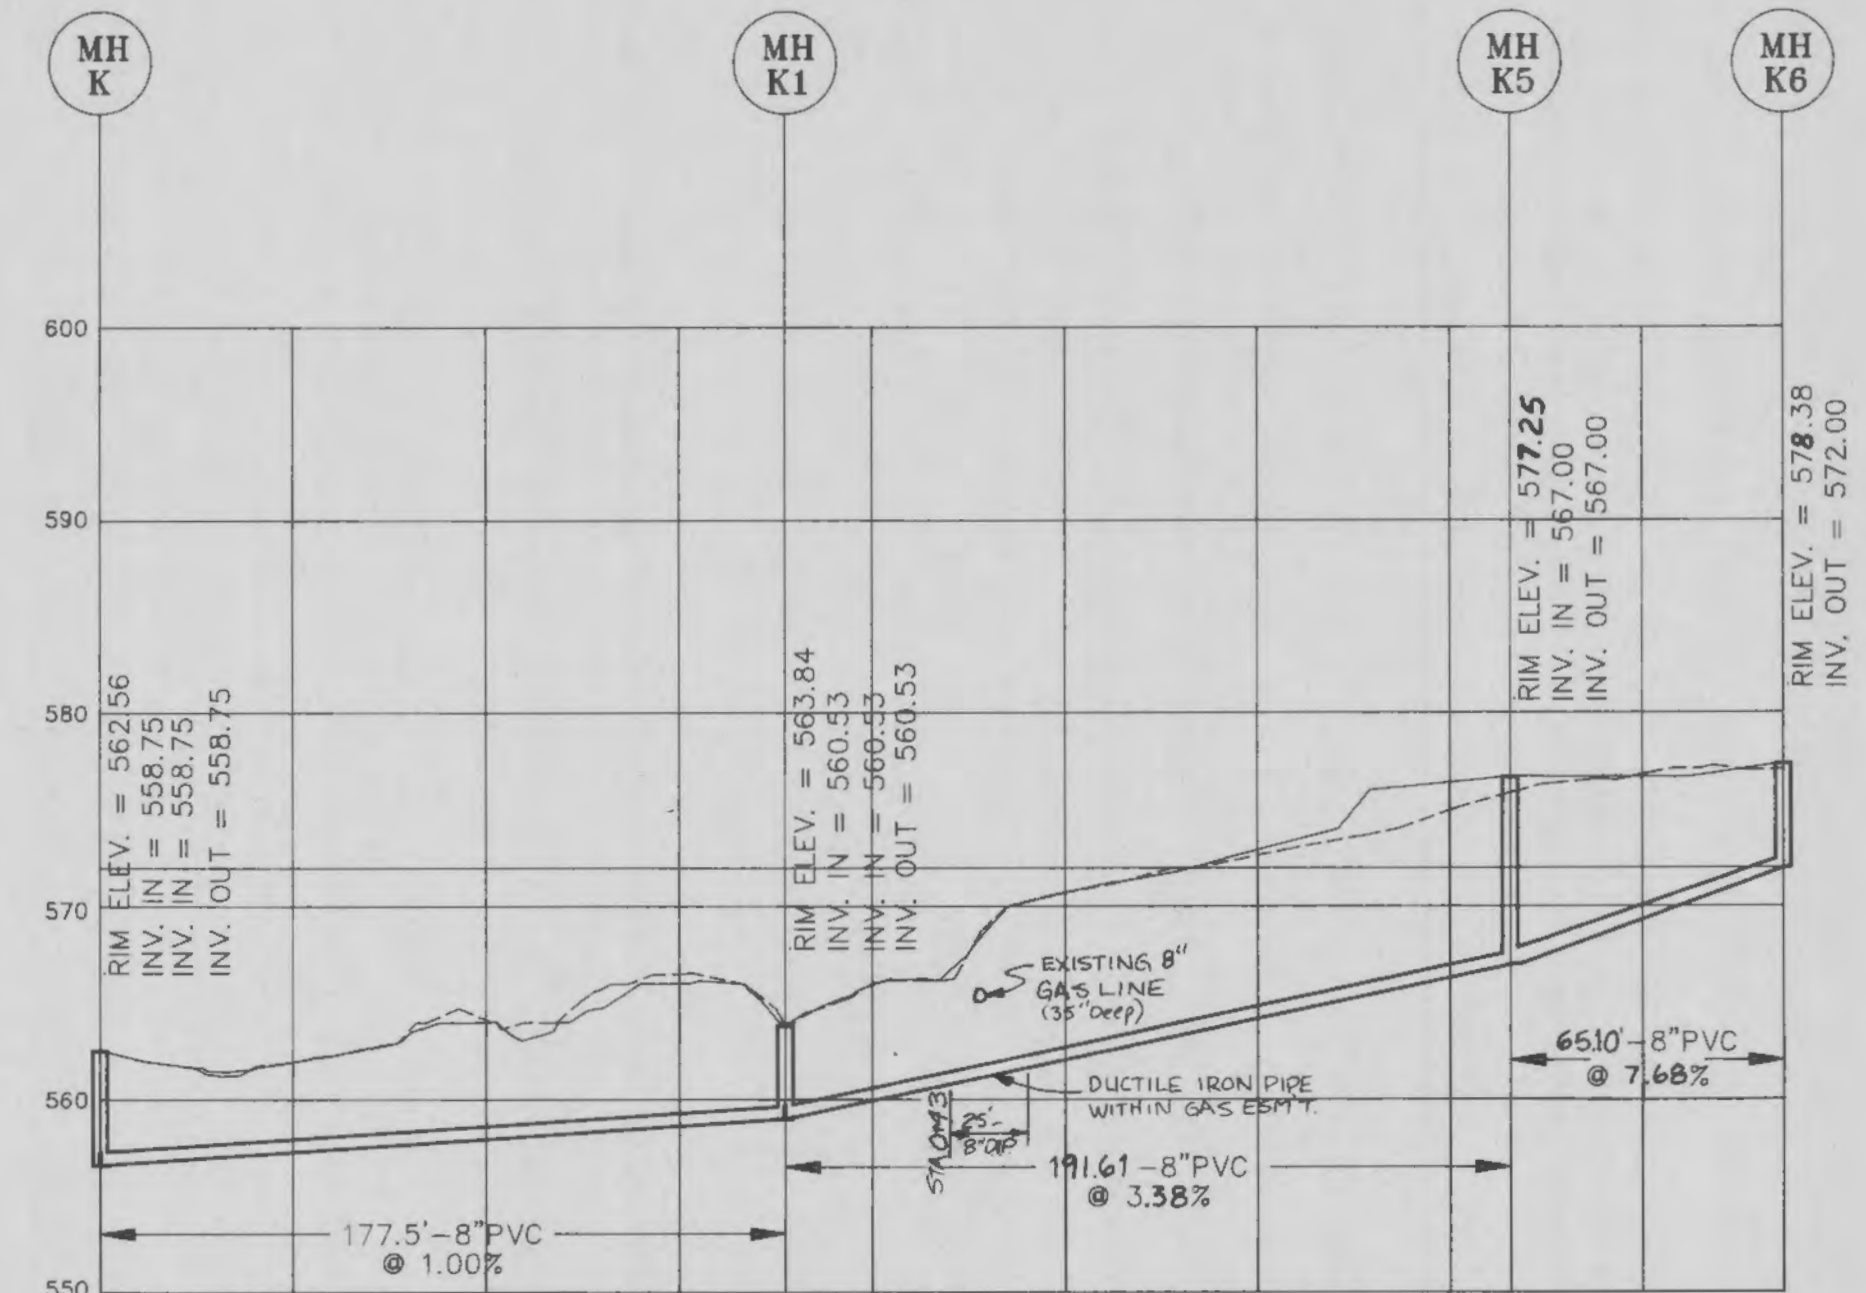 MH
K
MH
K1
MH
K5
MH
K6
600
590
580
570
560
550
RIM ELEV. = 562.56
INV. IN = 558.75
INV. IN = 558.75
INV. OUT = 558.75
RIM ELEV. = 563.84
INV. IN = 560.53
INV. IN = 560.53
INV. OUT = 560.53
RIM ELEV. = 577.25
INV. IN = 567.00
INV. OUT = 567.00
RIM ELEV. = 578.38
INV. OUT = 572.00
EXISTING 8"
GAS LINE
(35" Deep)
DUCTILE IRON PIPE
WITHIN GAS ESM'T.
STA 0+43
25'-
8" DIP
65.10'-8"PVC
@ 7.68%
191.61-8"PVC
@ 3.38%
177.5'-8"PVC
@ 1.00%